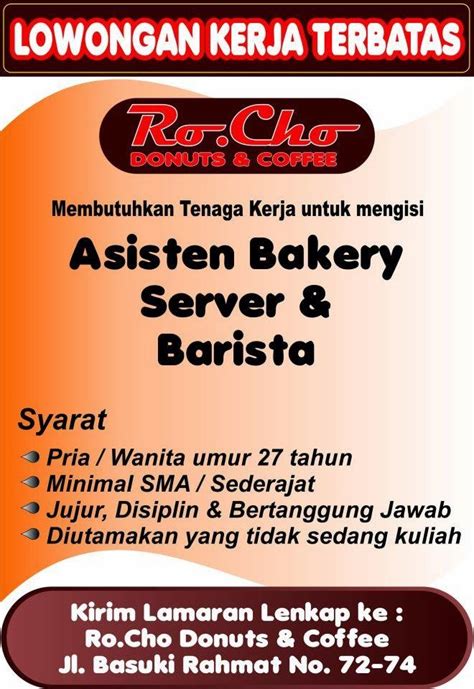 LOWONGAN KERJA TERBATAS
Ro.Cho
DONUTS & COFFEE
Membutuhkan Tenaga Kerja untuk mengisi
Asisten Bakery
Server &
Barista
Syarat
Pria / Wanita umur 27 tahun
Minimal SMA / Sederajat
Jujur, Disiplin & Bertanggung Jawab
Diutamakan yang tidak sedang kuliah
Kirim Lamaran Lenkap ke :
Ro.Cho Donuts & Coffee
Jl. Basuki Rahmat No. 72-74